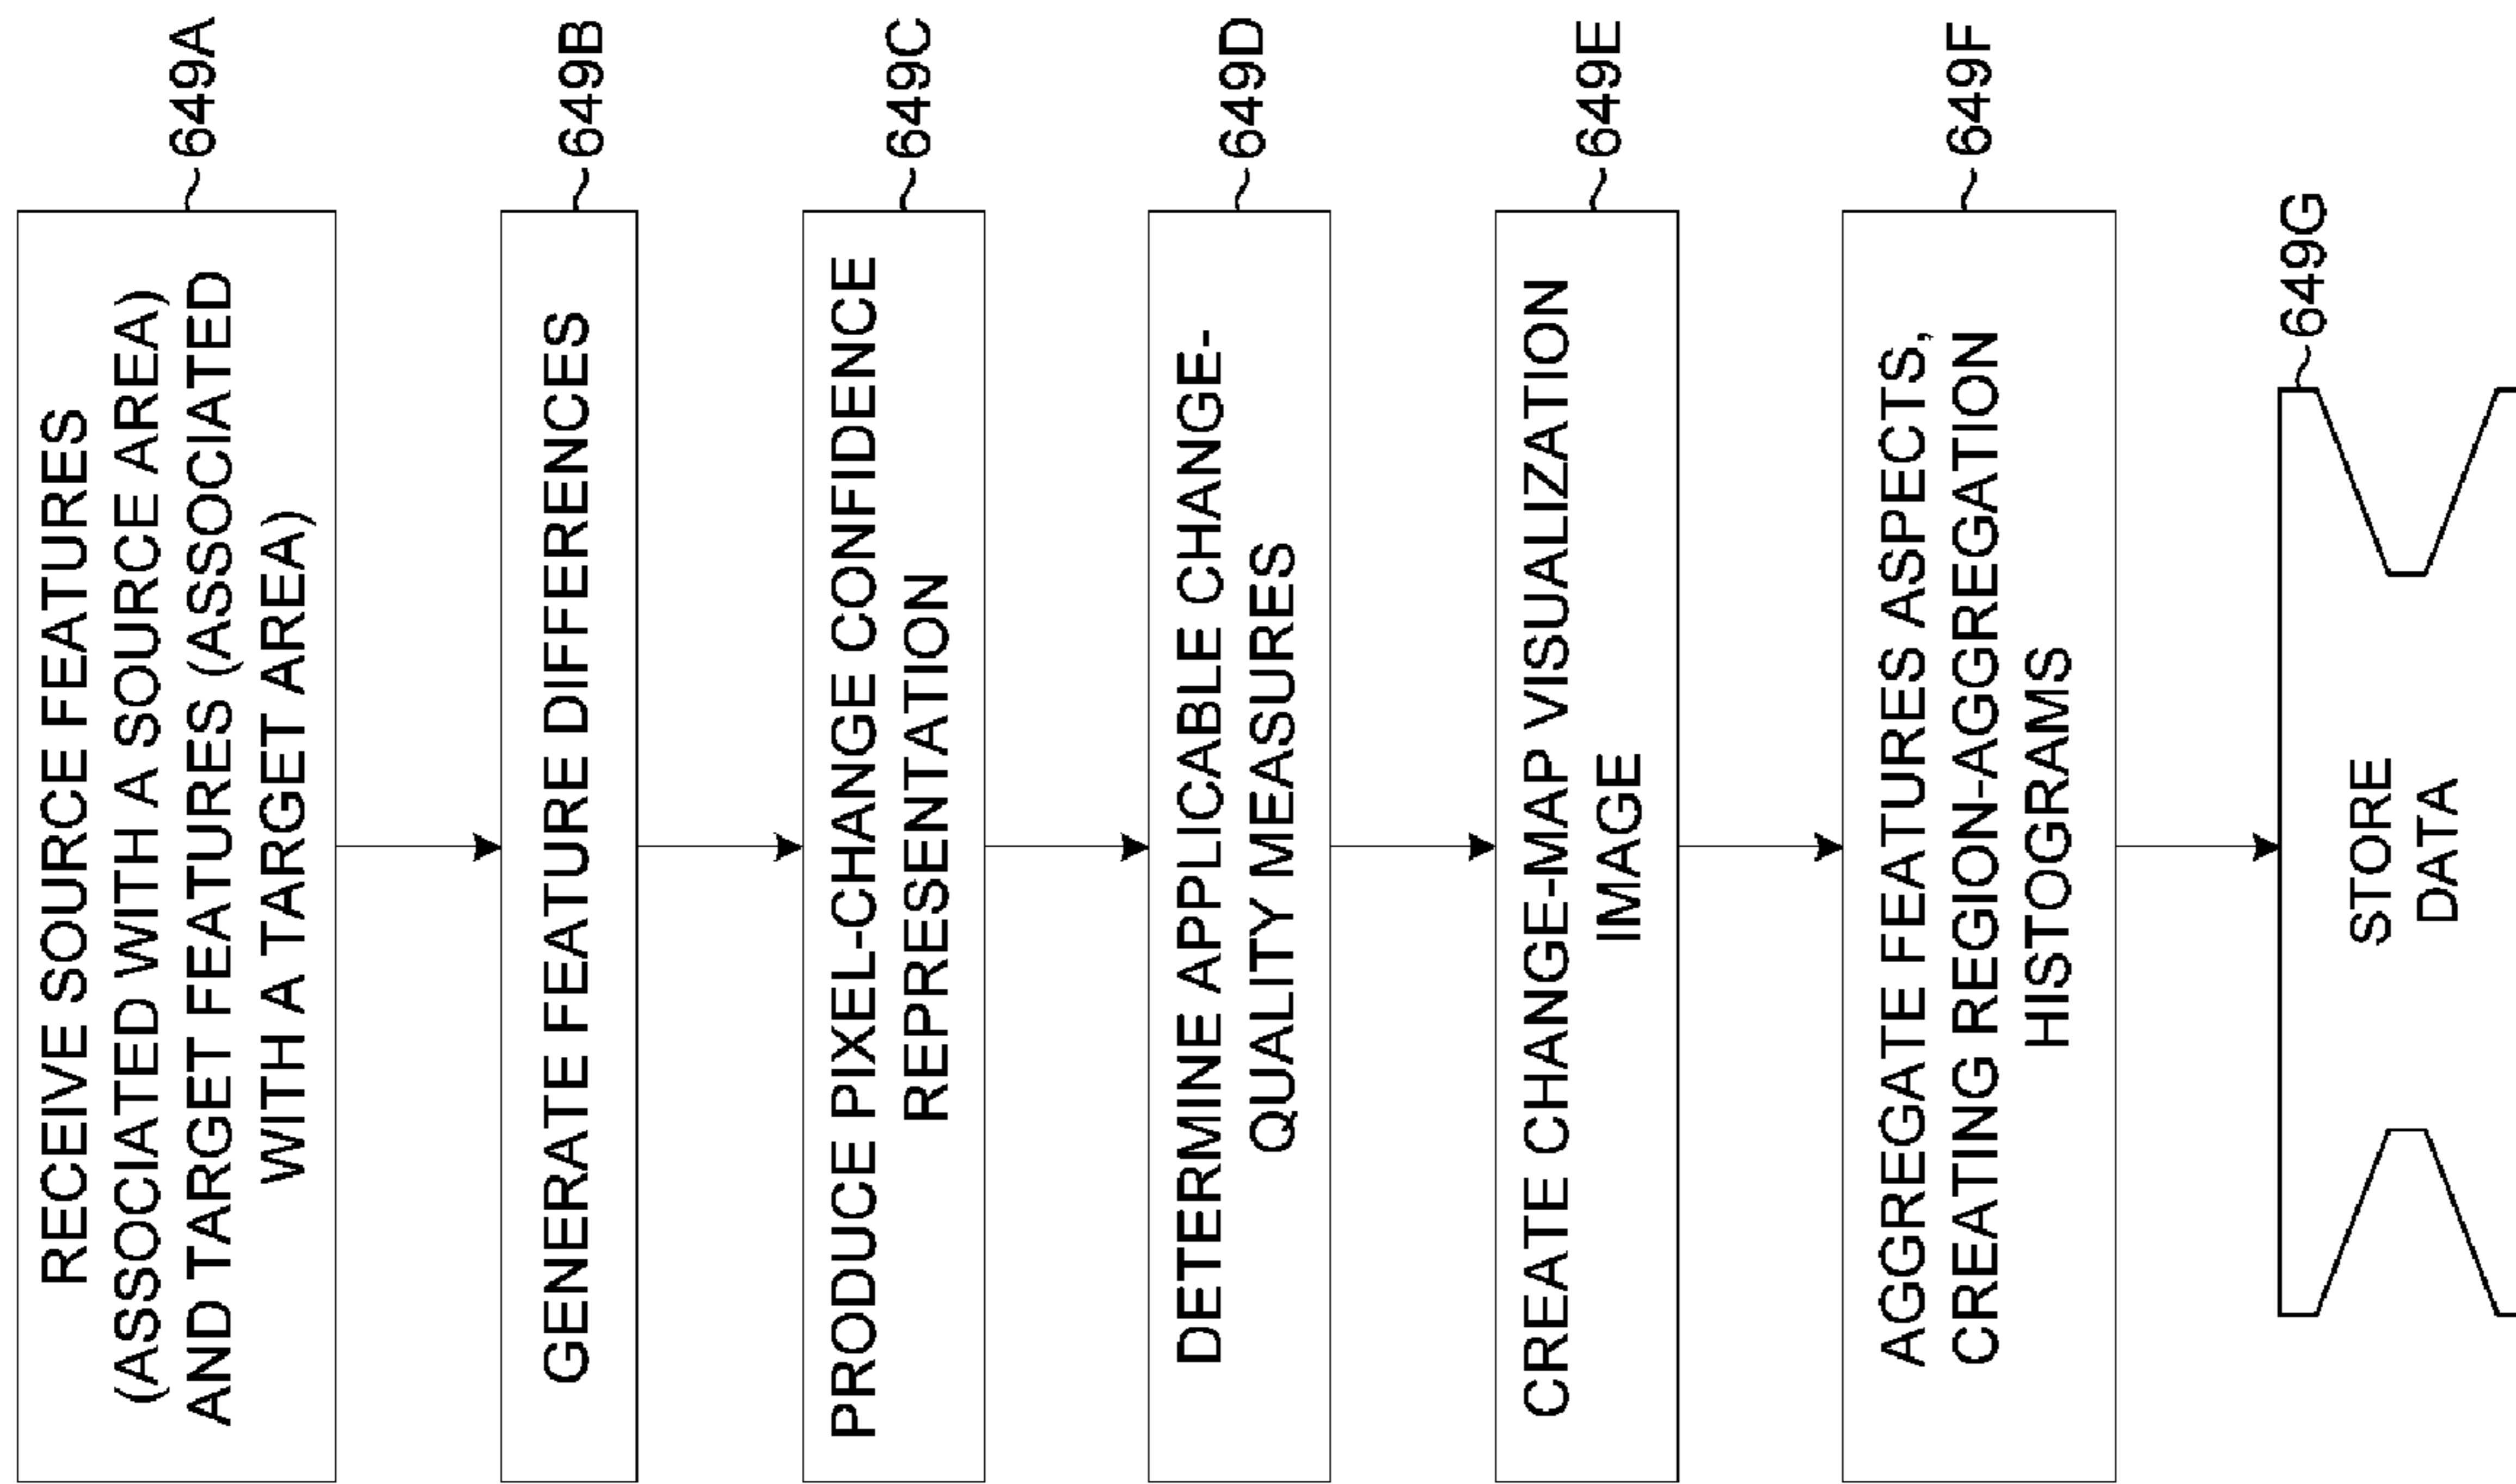 RECEIVE SOURCE FEATURES
(ASSOCIATED WITH A SOURCE AREA)
AND TARGET FEATURES (ASSOCIATED
WITH A TARGET AREA)
649A
GENERATE FEATURE DIFFERENCES
649B
PRODUCE PIXEL-CHANGE CONFIDENCE
REPRESENTATION
649C
DETERMINE APPLICABLE CHANGE-
QUALITY MEASURES
649D
CREATE CHANGE-MAP VISUALIZATION
IMAGE
649E
AGGREGATE FEATURES ASPECTS,
CREATING REGION-AGGREGATION
HISTOGRAMS
649F
STORE
DATA
649G